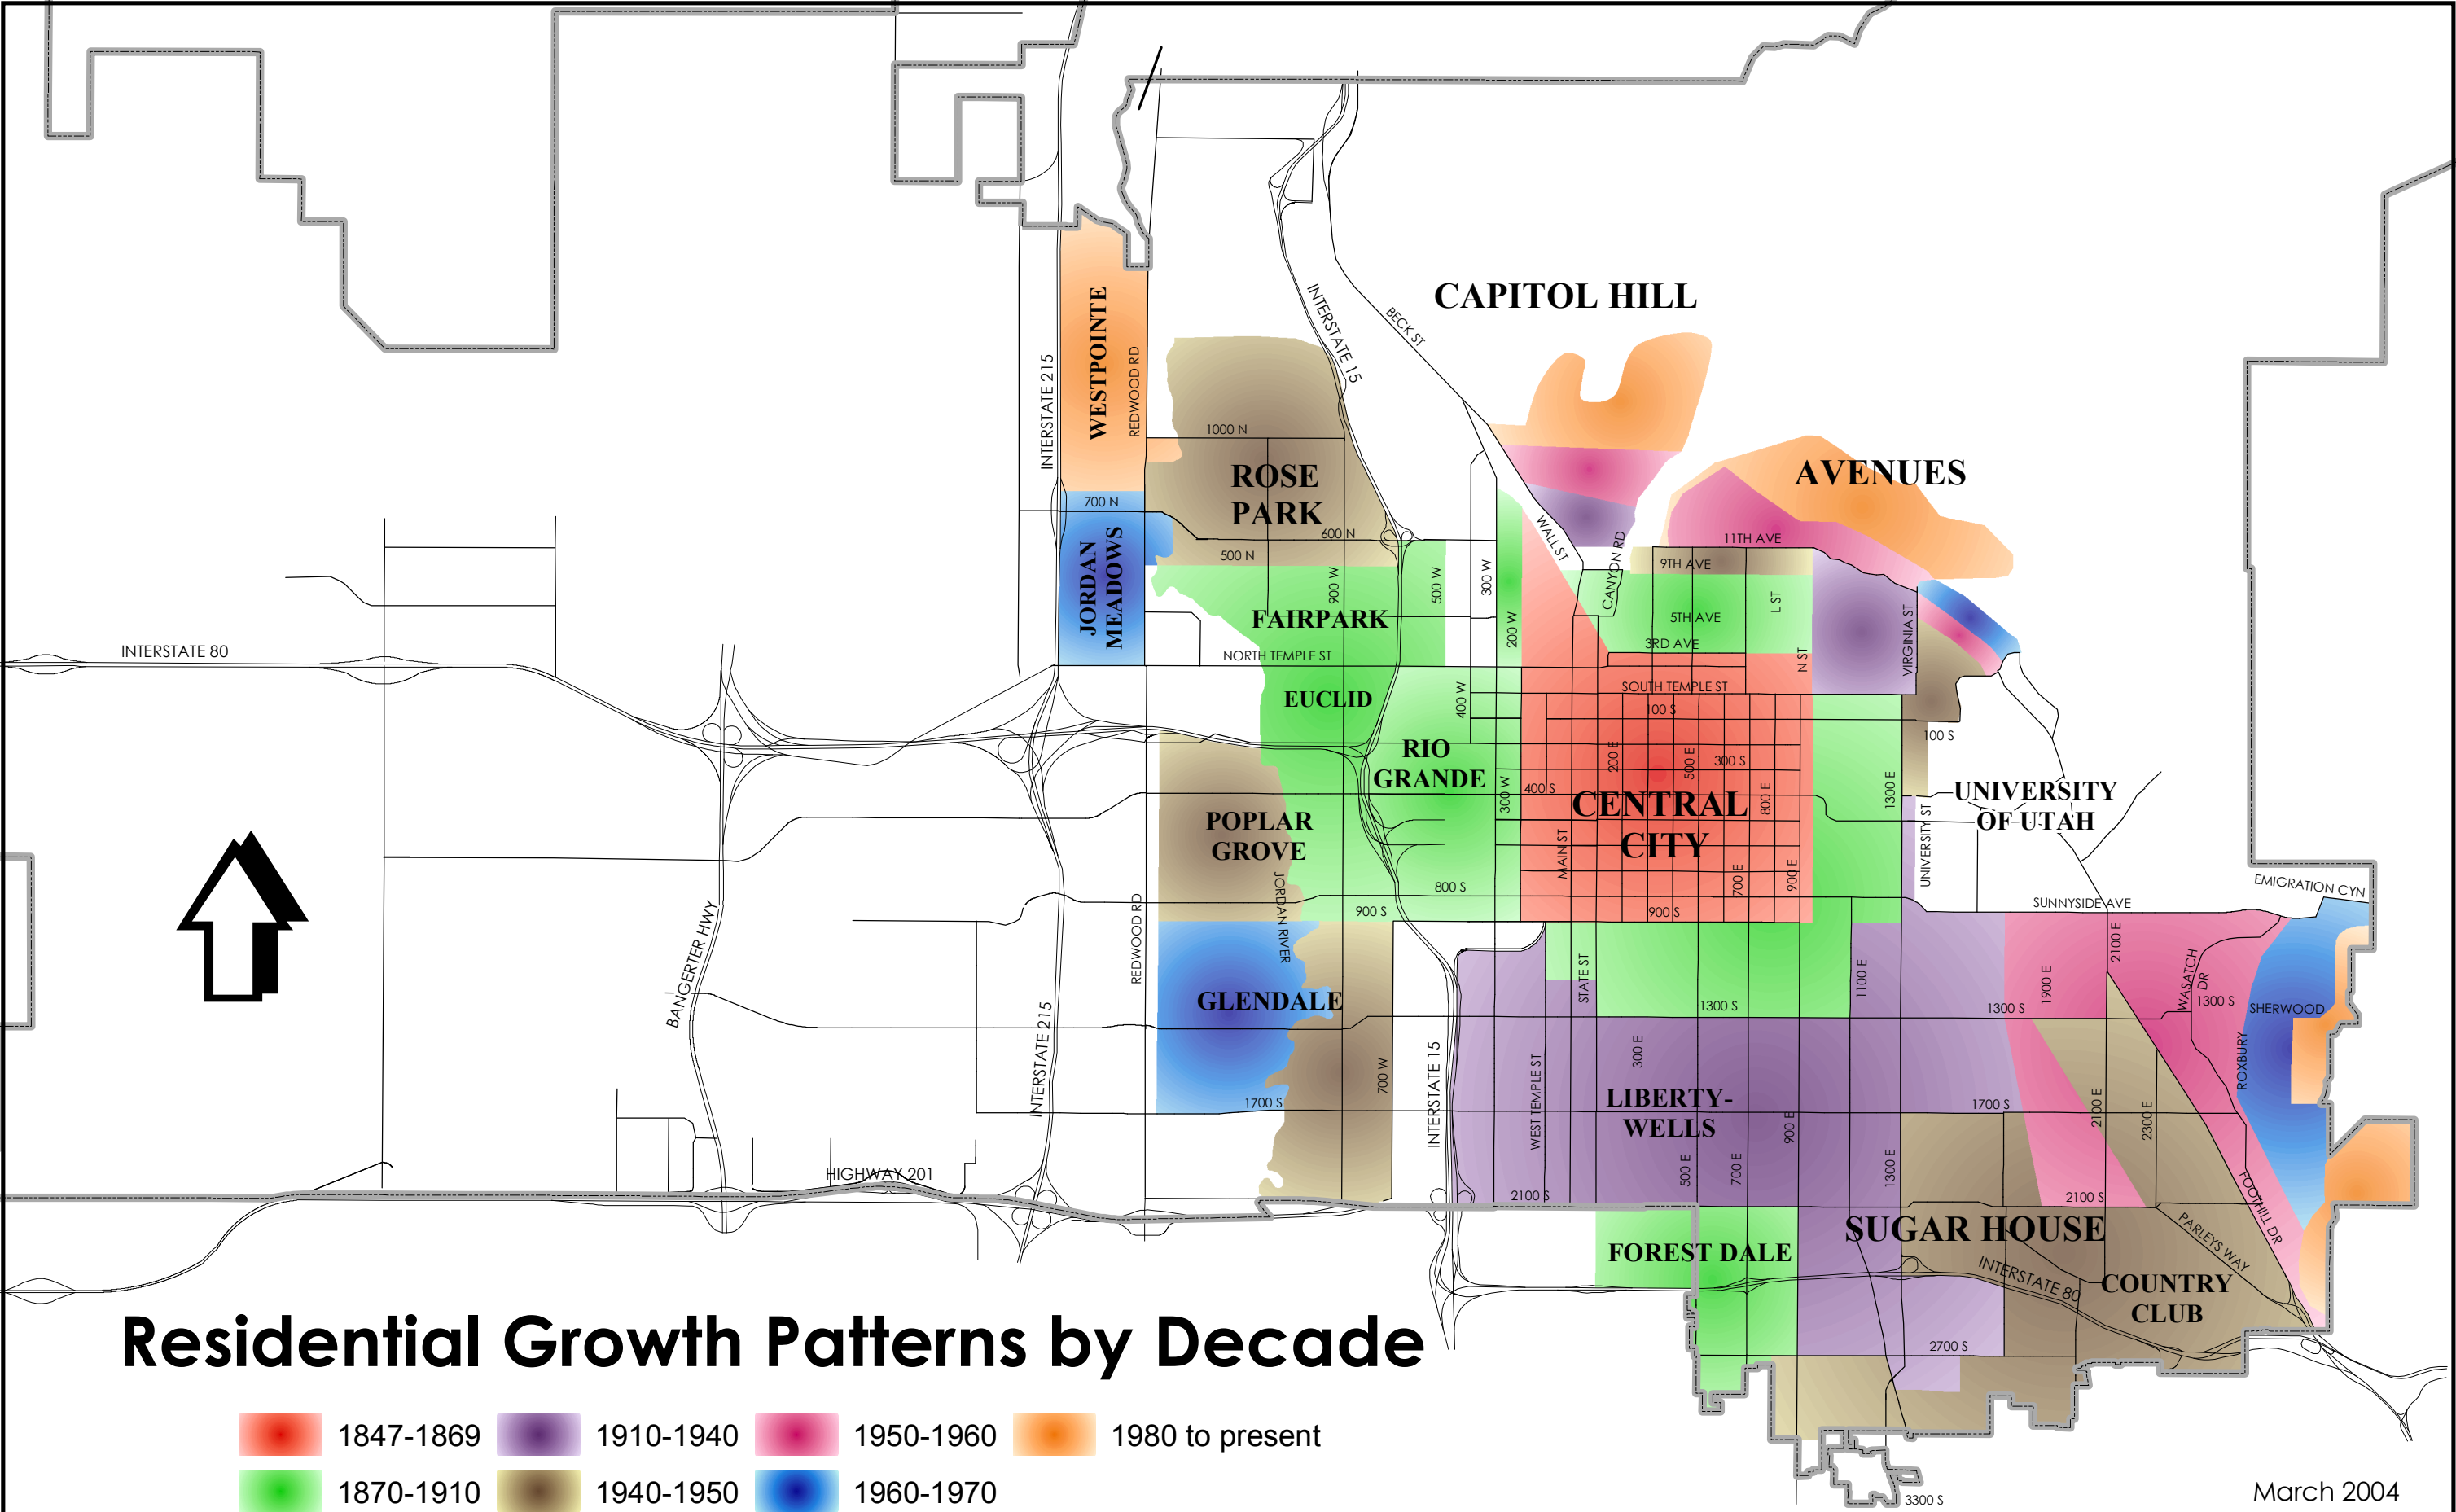 CAPITOL HILL
INTERSTATE 15
BECK ST
WESTPOINTE
REDWOOD RD
INTERSTATE 215
1000 N
ROSE
PARK
AVENUES
700 N
600 N
500 N
WALL ST
CANYON RD
11TH AVE
9TH AVE
JORDAN
MEADOWS
900 W
500 W
300 W
200 W
L ST
5TH AVE
FAIRPARK
3RD AVE
N ST
VIRGINIA ST
INTERSTATE 80
NORTH TEMPLE ST
SOUTH TEMPLE ST
EUCLID
400 W
100 S
100 S
RIO
GRANDE
200 E
500 E
300 S
300 W
400 S
800 E
1300 E
UNIVERSITY
OF UTAH
CENTRAL
CITY
POPLAR
GROVE
MAIN ST
700 E
900 E
UNIVERSITY ST
JORDAN RIVER
800 S
900 S
900 S
EMIGRATION CYN
SUNNYSIDE AVE
BANGERTER HWY
REDWOOD RD
INTERSTATE 215
GLENDALE
STATE ST
1100 E
1300 S
1300 S
1900 E
2100 E
WASATCH
DR
1300 S
SHERWOOD
ROXBURY
700 W
INTERSTATE 15
WEST TEMPLE ST
300 E
LIBERTY-
WELLS
900 E
1700 S
1700 S
2100 E
2300 E
HIGHWAY 201
500 E
700 E
1300 E
2100 S
2100 S
FOOTHILL DR
SUGAR HOUSE
PARLEYS WAY
FOREST DALE
INTERSTATE 80
COUNTRY
CLUB
2700 S
3300 S
Residential Growth Patterns by Decade
1847-1869
1910-1940
1950-1960
1980 to present
1870-1910
1940-1950
1960-1970
March 2004